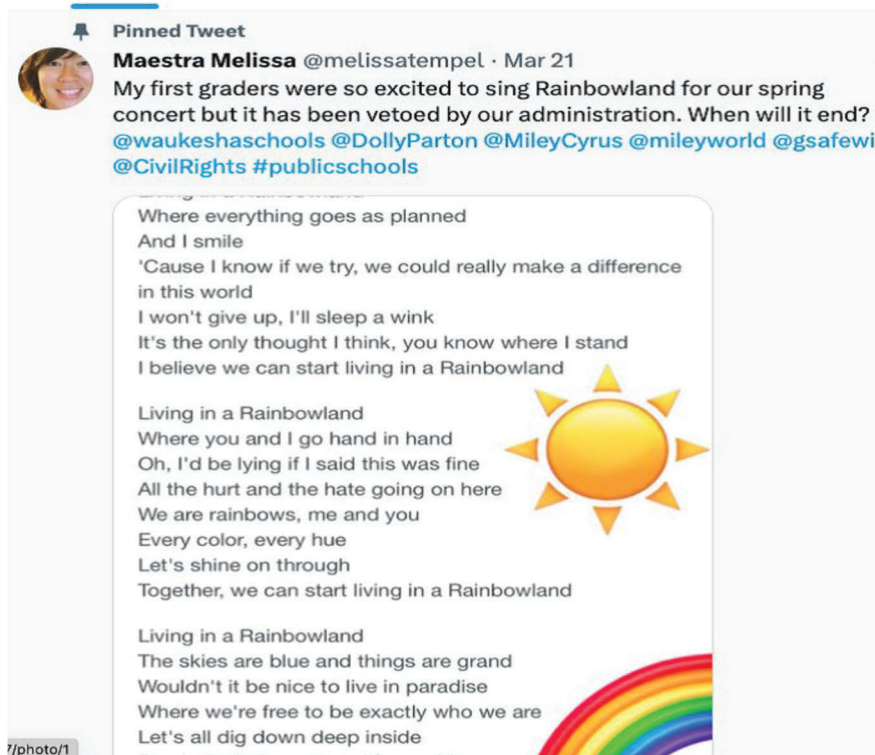 Pinned Tweet
Maestra Melissa @melissatempel · Mar 21
My first graders were so excited to sing Rainbowland for our spring
concert but it has been vetoed by our administration. When will it end?
@waukeshaschools @DollyParton @MileyCyrus @mileyworld @gsafewi
@CivilRights #publicschools
Where everything goes as planned
And I smile
'Cause I know if we try, we could really make a difference
in this world
I won't give up, I'll sleep a wink
It's the only thought I think, you know where I stand
I believe we can start living in a Rainbowland
Living in a Rainbowland
Where you and I go hand in hand
Oh, I'd be lying if I said this was fine
All the hurt and the hate going on here
We are rainbows, me and you
Every color, every hue
Let's shine on through
Together, we can start living in a Rainbowland
Living in a Rainbowland
The skies are blue and things are grand
Wouldn't it be nice to live in paradise
Where we're free to be exactly who we are
Let's all dig down deep inside
7/photo/1